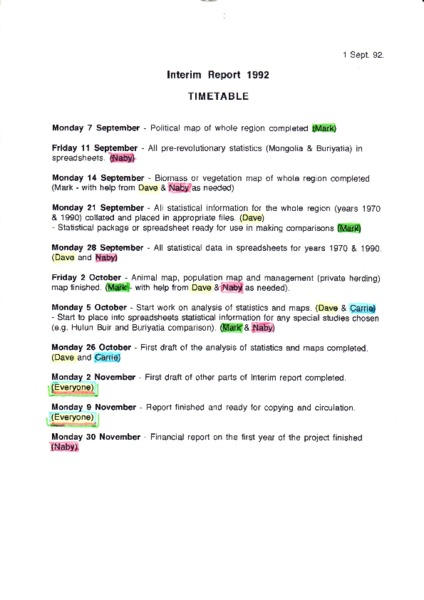 1 Sept. 92.
Interim Report 1992
TIMETABLE
Monday 7 September - Political map of whole region completed (Mark)
Friday 11 September - All pre-revolutionary statistics (Mongolia & Buriyatia) in
spreadsheets. (Naby)
Monday 14 September - Biomass or vegetation map of whole region completed
(Mark - with help from Dave & Naby as needed)
Monday 21 September - All statistical information for the whole region (years 1970
& 1990) collated and placed in appropriate files. (Dave)
- Statistical package or spreadsheet ready for use in making comparisons (Mark)
Monday 28 September - All statistical data in spreadsheets for years 1970 & 1990.
(Dave and Naby)
Friday 2 October - Animal map, population map and management (private herding)
map finished. (Mark - with help from Dave & Naby as needed).
Monday 5 October - Start work on analysis of statistics and maps. (Dave & Carrie)
- Start to place into spreadsheets statistical information for any special studies chosen
(e.g. Hulun Buir and Buriyatia comparison). (Mark & Naby)
Monday 26 October - First draft of the analysis of statistics and maps completed.
(Dave and Carrie)
Monday 2 November - First draft of other parts of Interim report completed.
(Everyone)
Monday 9 November - Report finished and ready for copying and circulation.
(Everyone)
Monday 30 November - Financial report on the first year of the project finished
(Naby).